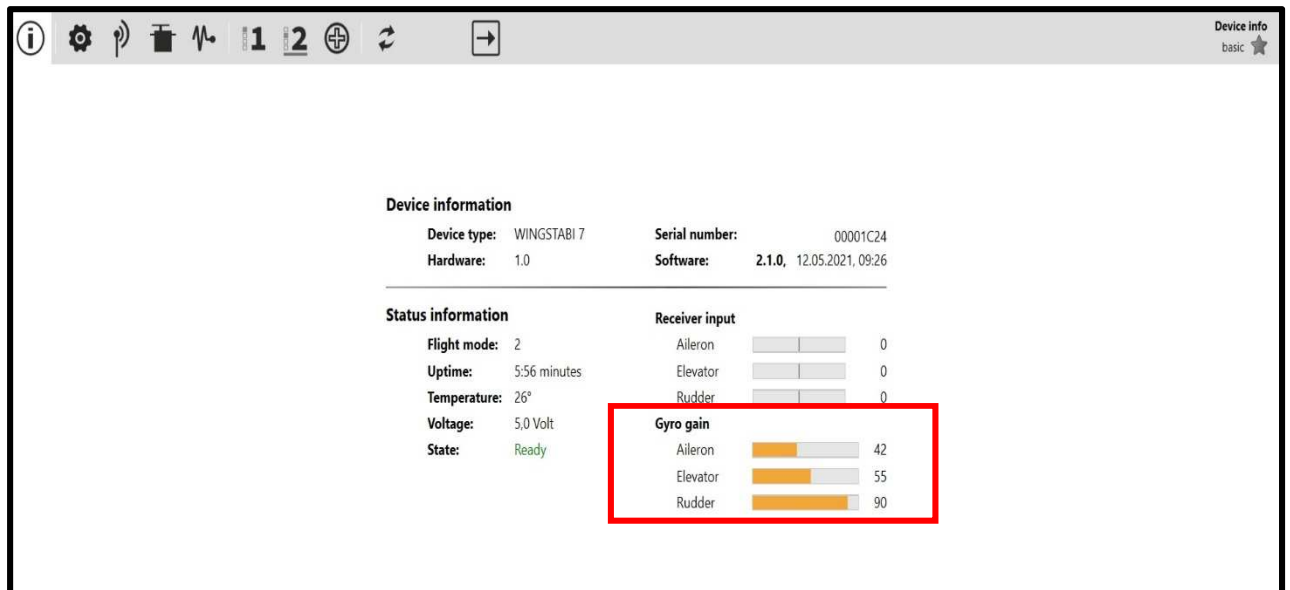 i 1 2 Device info
basic
Device information
Device type: WINGSTABI 7 Serial number: 00001C24
Hardware: 1.0 Software: 2.1.0, 12.05.2021, 09:26
Status information Receiver input
Flight mode: 2 Aileron 0
Uptime: 5:56 minutes Elevator 0
Temperature: 26° Rudder 0
Voltage: 5,0 Volt Gyro gain
State: Ready Aileron 42
Elevator 55
Rudder 90